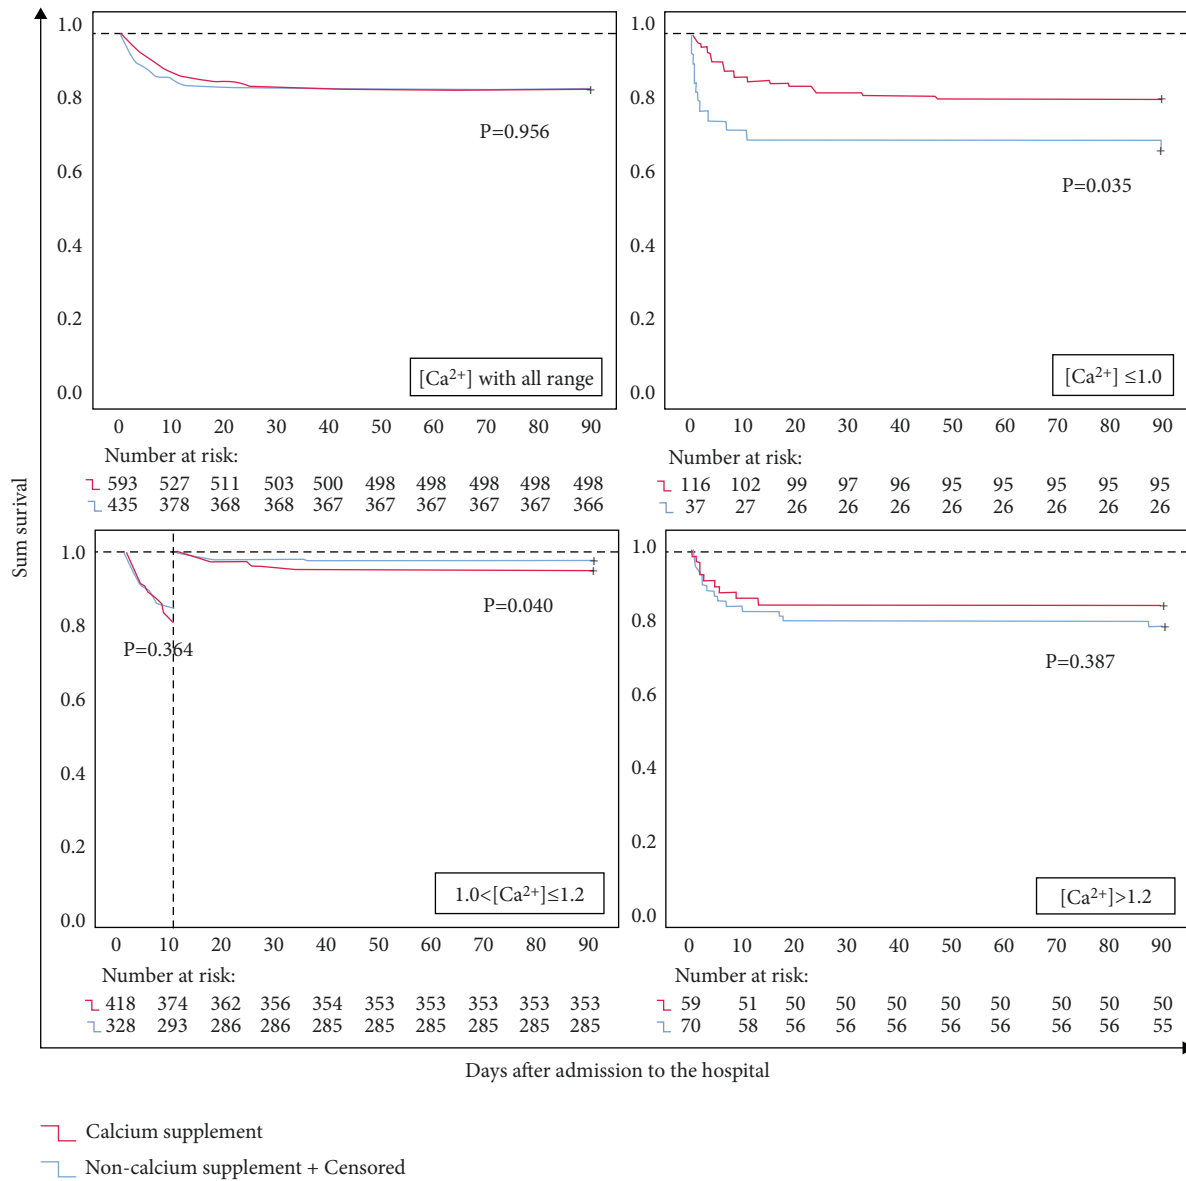 Sum surival
1.0
0.8
0.6
0.4
0.2
0.0
P=0.956
[Ca2+] with all range
0 10 20 30 40 50 60 70 80 90
Number at risk:
593 527 511 503 500 498 498 498 498 498
435 378 368 368 367 367 367 367 367 366
1.0
0.8
0.6
0.4
0.2
0.0
P=0.035
[Ca2+] ≤1.0
0 10 20 30 40 50 60 70 80 90
Number at risk:
116 102 99 97 96 95 95 95 95 95
37 27 26 26 26 26 26 26 26 26
1.0
0.8
0.6
0.4
0.2
0.0
P=0.364
P=0.040
1.0<[Ca2+]≤1.2
0 10 20 30 40 50 60 70 80 90
Number at risk:
418 374 362 356 354 353 353 353 353 353
328 293 286 286 285 285 285 285 285 285
1.0
0.8
0.6
0.4
0.2
0.0
P=0.387
[Ca2+]>1.2
0 10 20 30 40 50 60 70 80 90
Number at risk:
59 51 50 50 50 50 50 50 50 50
70 58 56 56 56 56 56 56 56 55
Days after admission to the hospital
Calcium supplement
Non-calcium supplement + Censored